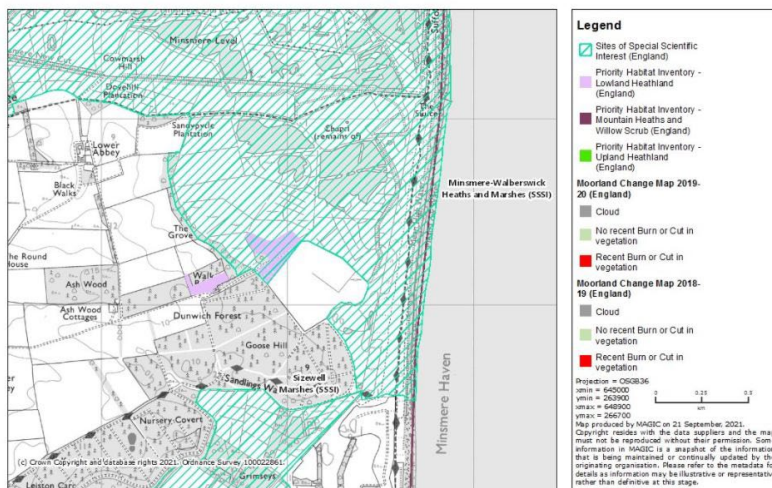 Minsmere Level
Cowmarsh
Hill
Dovehill
Plantation
Sandypytle
Plantation
The
Sluice
Chapel
(remains of)
Lower
Abbey
Minsmere-Walberswick
Heaths and Marshes (SSSI)
Black
Walks
The
Grove
The Round
House
Walk
Ash Wood
Ash Wood
Cottages
Dunwich Forest
Goose Hill
Sizewell
Marshes (SSSI)
Minsmere Haven
Nursery Covert
(c) Crown Copyright and database rights 2021. Ordnance Survey 100022861.
Grimseys
Leiston Carr
Legend
Sites of Special Scientific
Interest (England)
Priority Habitat Inventory -
Lowland Heathland
(England)
Priority Habitat Inventory -
Mountain Heaths and
Willow Scrub (England)
Priority Habitat Inventory -
Upland Heathland
(England)
Moorland Change Map 2019-
20 (England)
Cloud
No recent Burn or Cut in
vegetation
Recent Burn or Cut in
vegetation
Moorland Change Map 2018-
19 (England)
Cloud
No recent Burn or Cut in
vegetation
Recent Burn or Cut in
vegetation
Projection = OSGB36
xmin = 645000
ymin = 263900
xmax = 648900
ymax = 266700
0 0.25 0.5
km
Map produced by MAGIC on 21 September, 2021.
Copyright resides with the data suppliers and the map
must not be reproduced without their permission. Some
information in MAGIC is a snapshot of the information
that is being maintained or continually updated by the
originating organisation. Please refer to the metadata for
details as information may be illustrative or representative
rather than definitive at this stage.